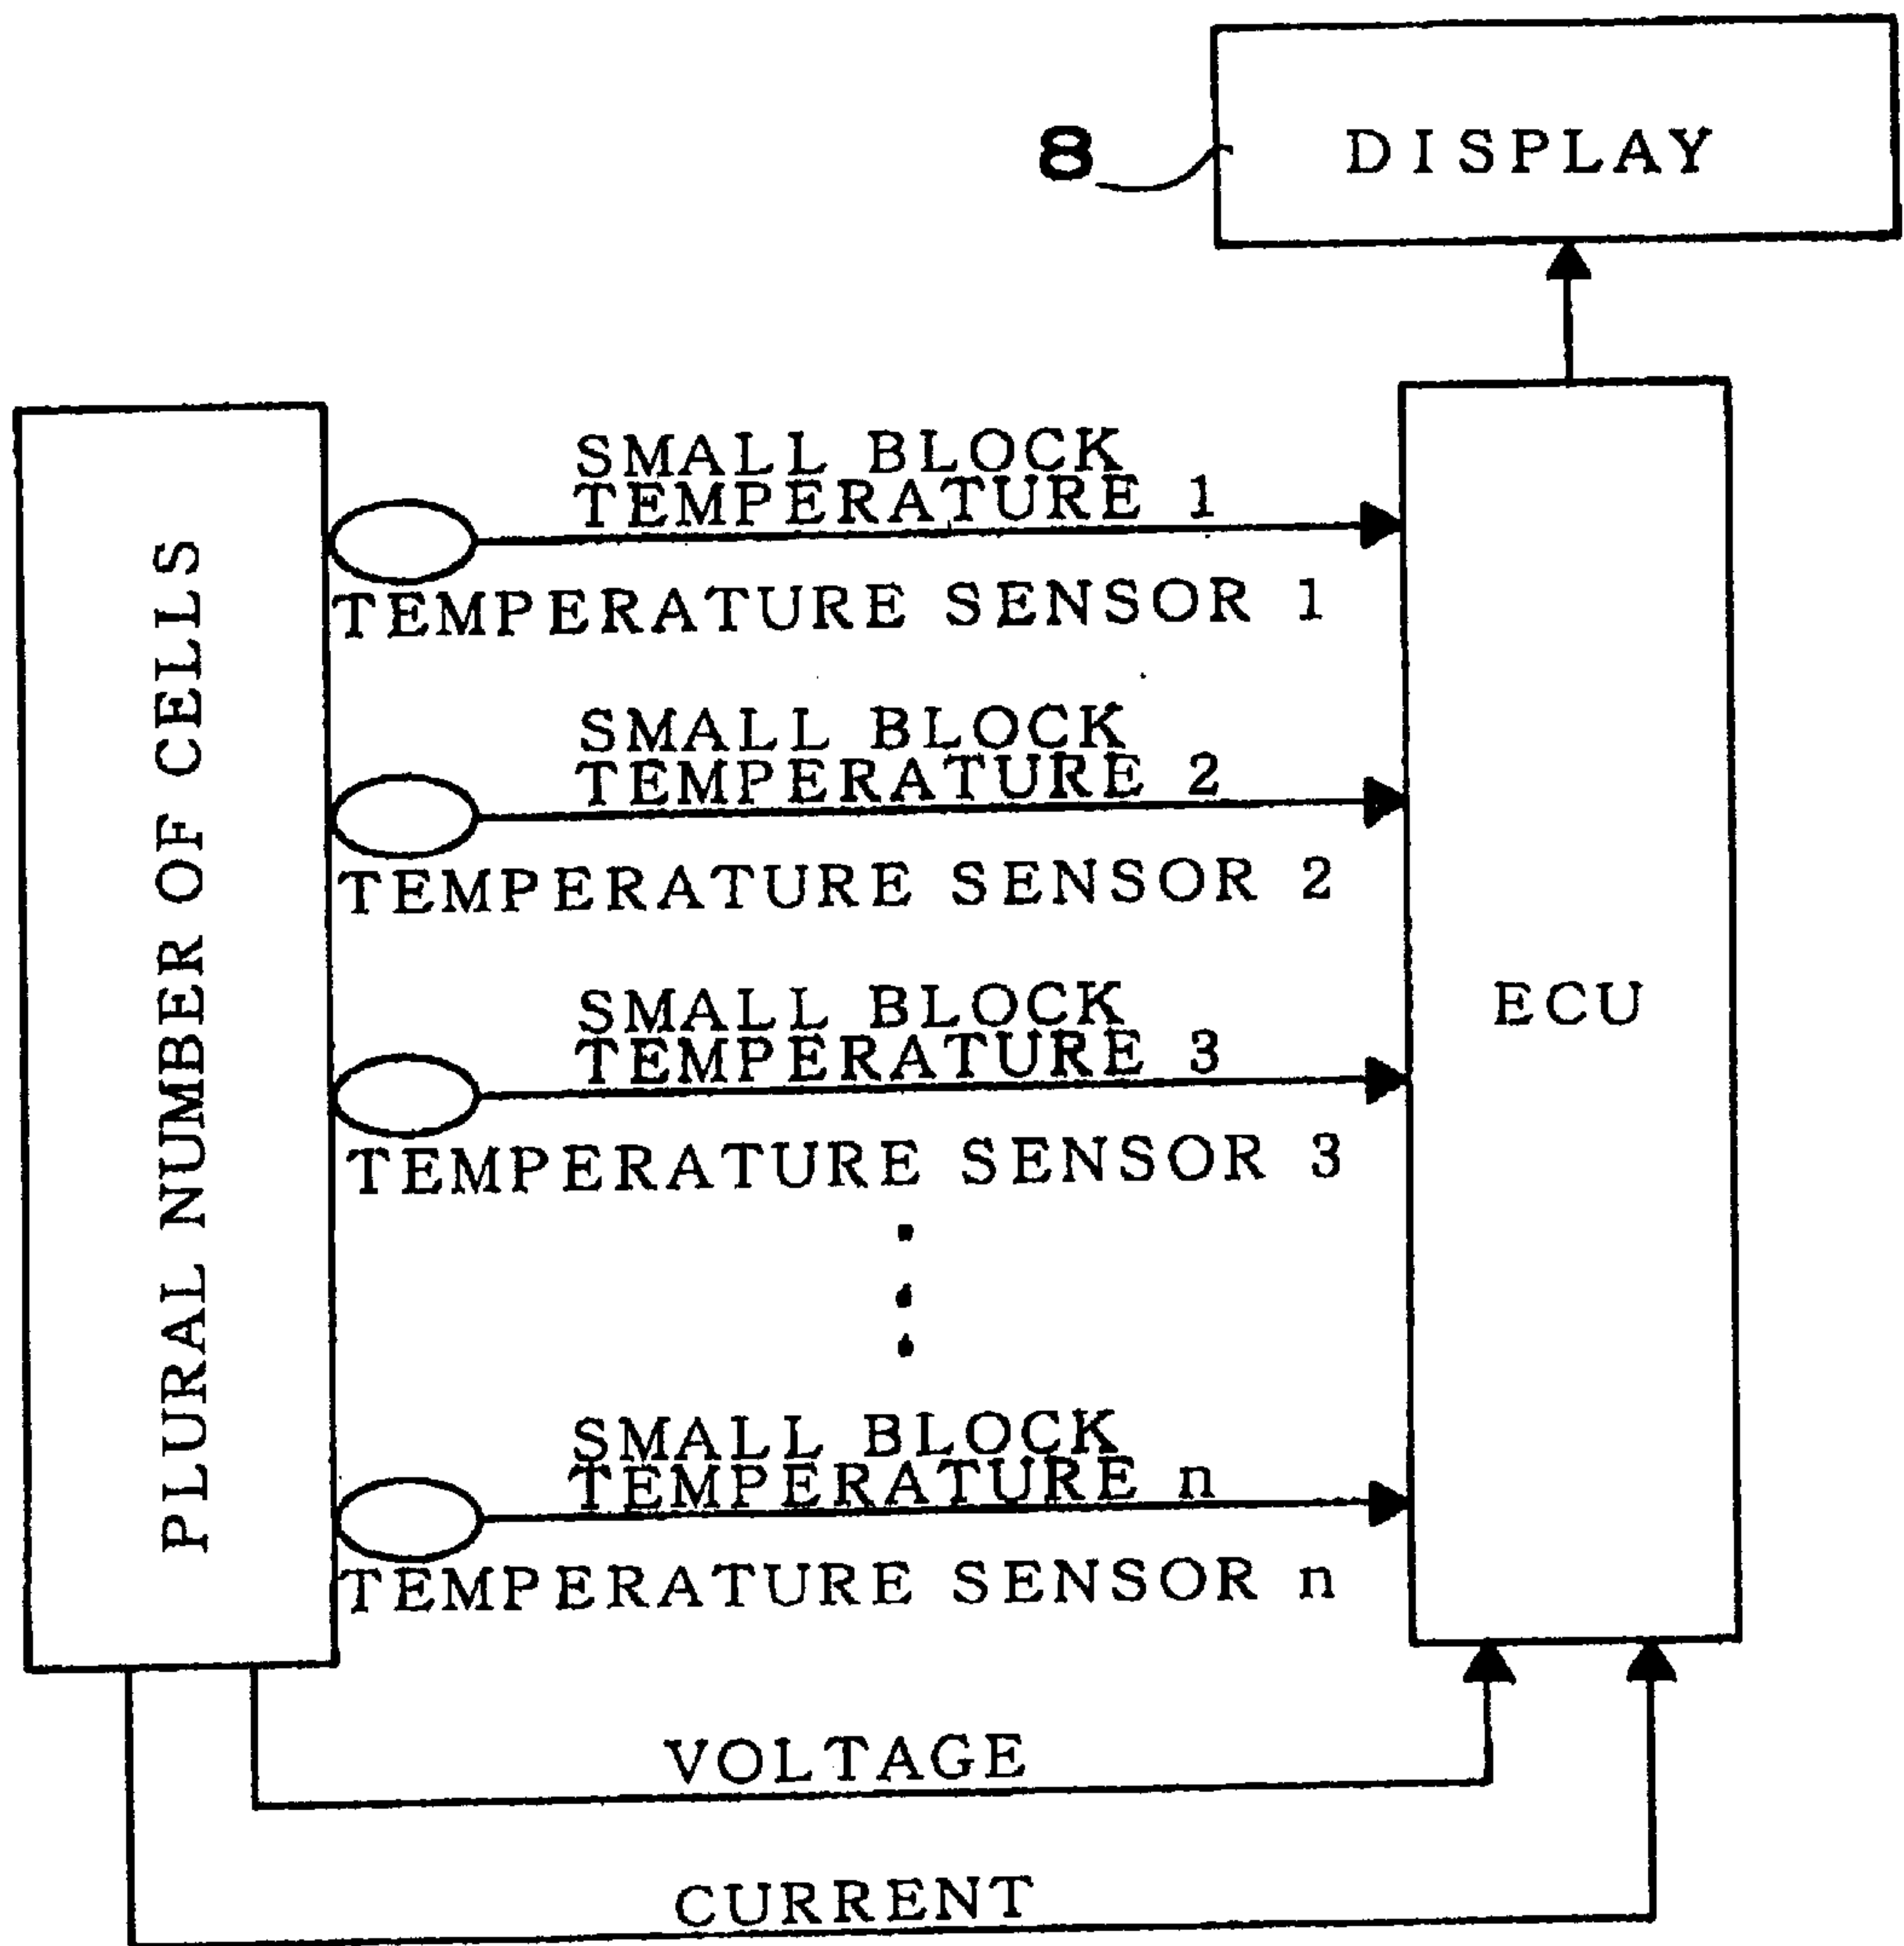 8
DISPLAY
PLURAL NUMBER OF CELLS
SMALL BLOCK
TEMPERATURE 1
TEMPERATURE SENSOR 1
SMALL BLOCK
TEMPERATURE 2
TEMPERATURE SENSOR 2
SMALL BLOCK
TEMPERATURE 3
TEMPERATURE SENSOR 3
SMALL BLOCK
TEMPERATURE n
TEMPERATURE SENSOR n
ECU
VOLTAGE
CURRENT